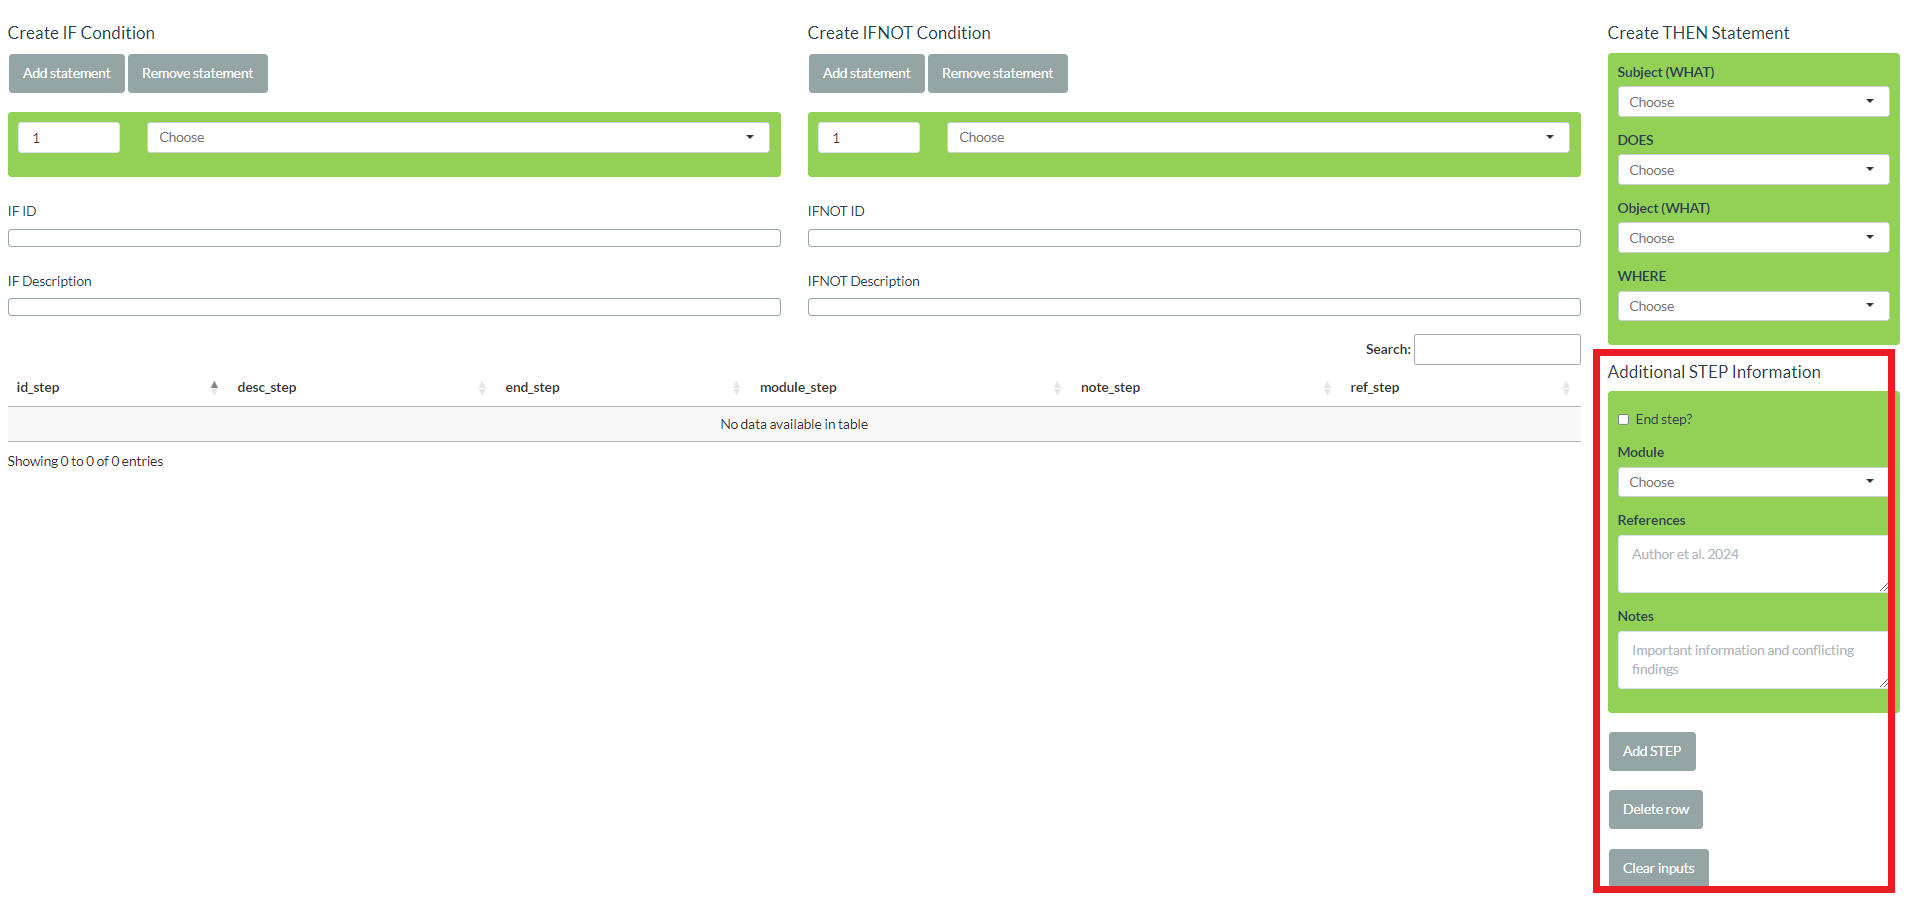 Create IF Condition
Add statement
Remove statement
1
Choose
IF ID
IF Description
Create IFNOT Condition
Add statement
Remove statement
1
Choose
IFNOT ID
IFNOT Description
Search:
id_step desc_step end_step module_step note_step ref_step
No data available in table
Showing 0 to 0 of 0 entries
Create THEN Statement
Subject (WHAT)
Choose
DOES
Choose
Object (WHAT)
Choose
WHERE
Choose
Additional STEP Information
End step?
Module
Choose
References
Author et al. 2024
Notes
Important information and conflicting
findings
Add STEP
Delete row
Clear inputs